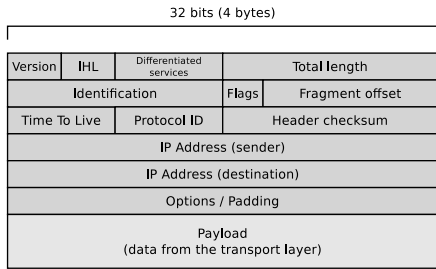 32 bits (4 bytes)
Version IHL Differentiated services Total length
Identification Flags Fragment offset
Time To Live Protocol ID Header checksum
IP Address (sender)
IP Address (destination)
Options / Padding
Payload
(data from the transport layer)